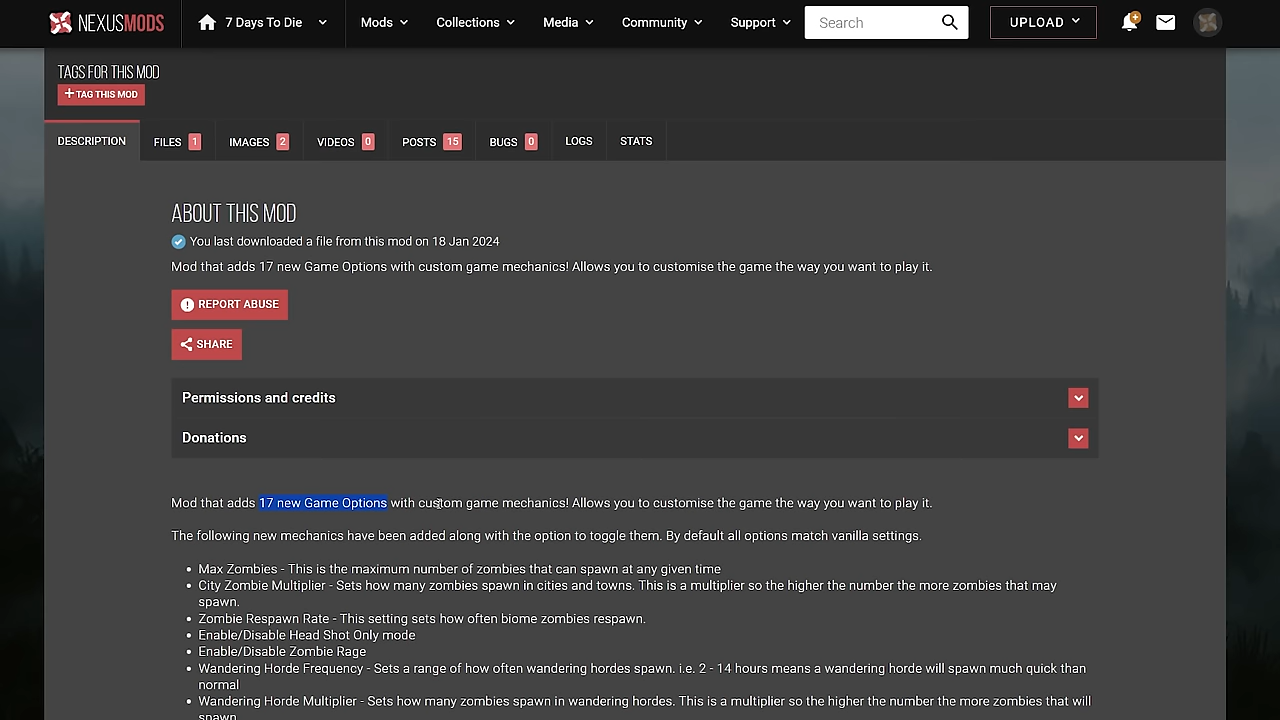 NEXUSMODS
7 Days To Die
Mods
Collections
Media
Community
Support
Search
UPLOAD
TAGS FOR THIS MOD
TAG THIS MOD
DESCRIPTION
FILES 1
IMAGES 2
VIDEOS 0
POSTS 15
BUGS 0
LOGS
STATS
ABOUT THIS MOD
You last downloaded a file from this mod on 18 Jan 2024
Mod that adds 17 new Game Options with custom game mechanics! Allows you to customise the game the way you want to play it.
REPORT ABUSE
SHARE
Permissions and credits
Donations
Mod that adds 17 new Game Options with custom game mechanics! Allows you to customise the game the way you want to play it.
The following new mechanics have been added along with the option to toggle them. By default all options match vanilla settings.
Max Zombies - This is the maximum number of zombies that can spawn at any given time
City Zombie Multiplier - Sets how many zombies spawn in cities and towns. This is a multiplier so the higher the number the more zombies that may
spawn.
Zombie Respawn Rate - This setting sets how often biome zombies respawn.
Enable/Disable Head Shot Only mode
Enable/Disable Zombie Rage
Wandering Horde Frequency - Sets a range of how often wandering hordes spawn. i.e. 2 - 14 hours means a wandering horde will spawn much quick than
normal
Wandering Horde Multiplier - Sets how many zombies spawn in wandering hordes. This is a multiplier so the higher the number the more zombies that will
spawn